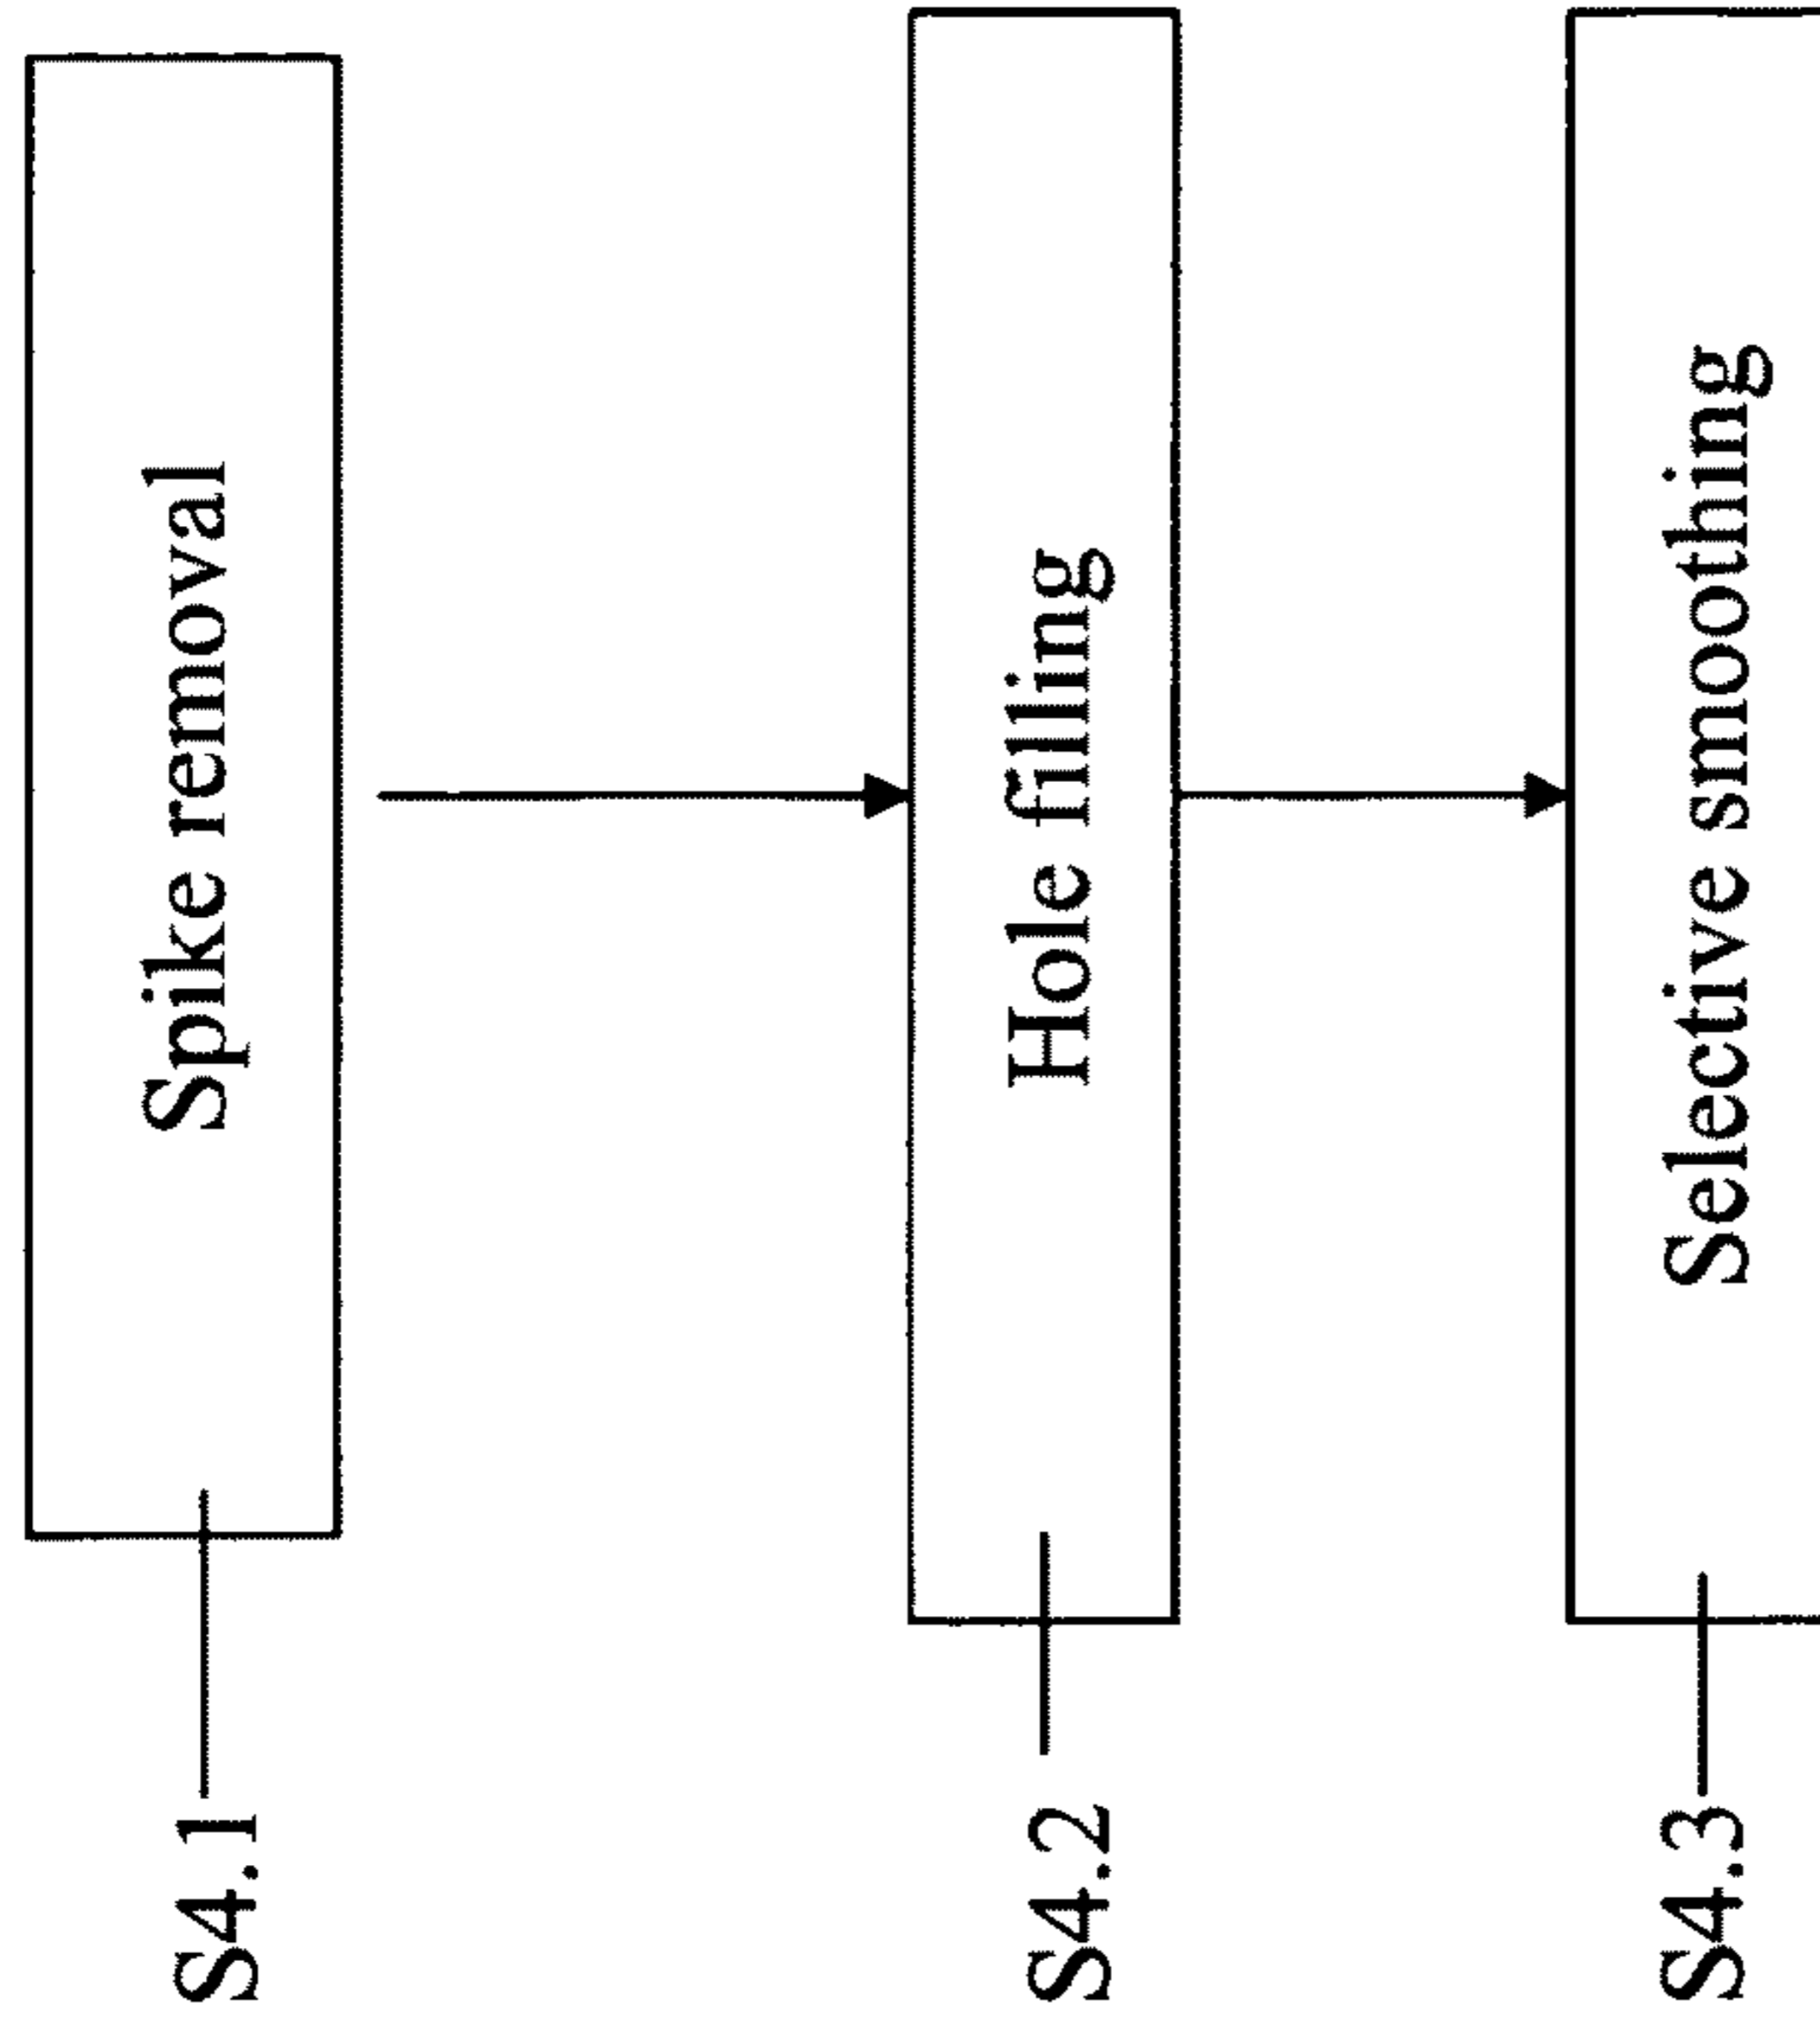 S4.1
Spike removal
S4.2
Hole filling
S4.3
Selective smoothing